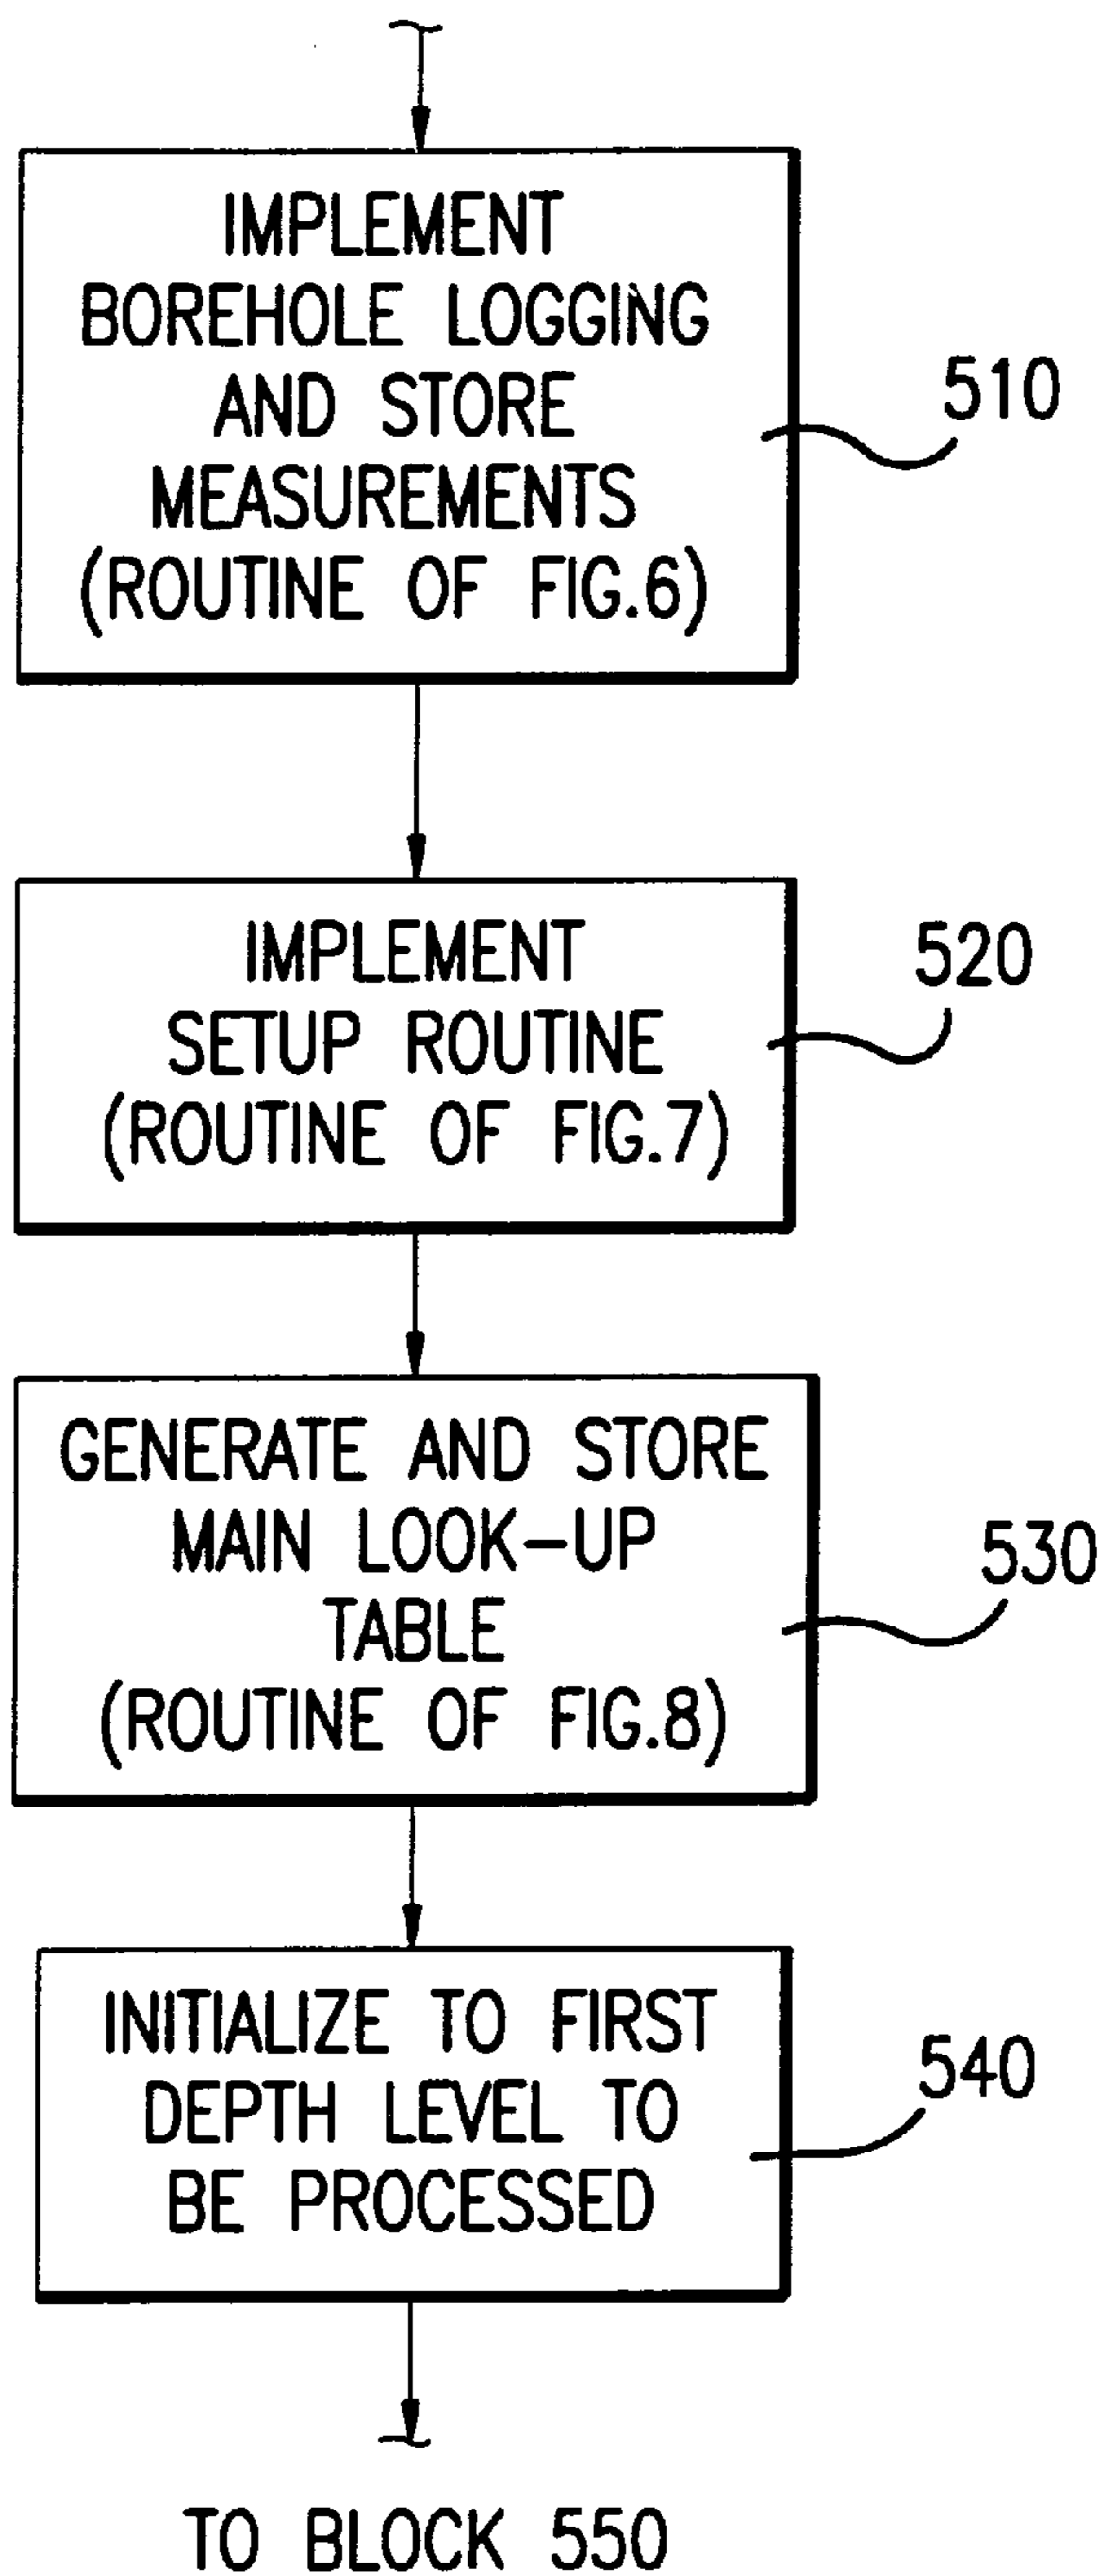 IMPLEMENT
BOREHOLE LOGGING
AND STORE
MEASUREMENTS
(ROUTINE OF FIG.6)
510
IMPLEMENT
SETUP ROUTINE
(ROUTINE OF FIG.7)
520
GENERATE AND STORE
MAIN LOOK-UP
TABLE
(ROUTINE OF FIG.8)
530
INITIALIZE TO FIRST
DEPTH LEVEL TO
BE PROCESSED
540
TO BLOCK 550